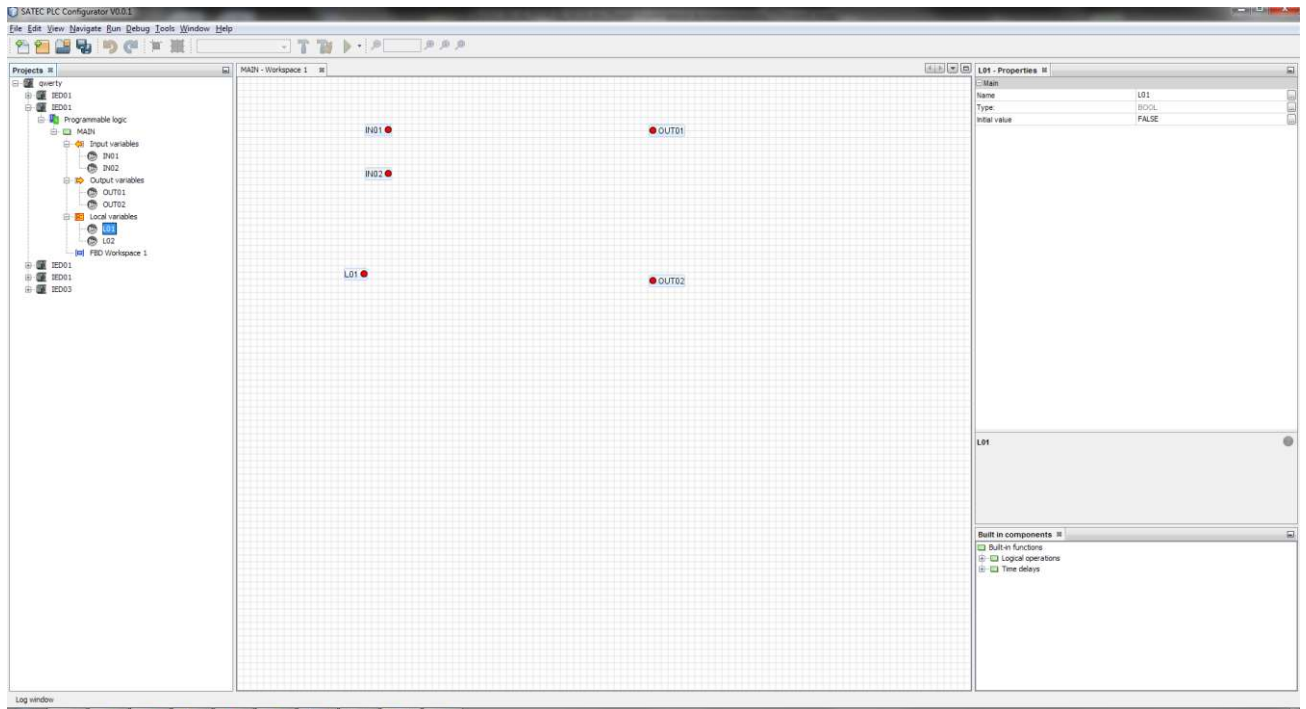 SATEC PLC Configurator V0.0.1
File Edit View Navigate Run Debug Tools Window Help
Projects
qwerty
IED01
IED01
Programmable logic
MAIN
Input variables
IN01
IN02
Output variables
OUT01
OUT02
Local variables
L01
L02
FBD Workspace 1
IED01
IED01
IED03
MAIN - Workspace 1
IN01
OUT01
IN02
L01
OUT02
L01 - Properties
Main
Name L01
Type: BOOL
Initial value FALSE
L01
Built in components
Built-in functions
Logical operations
Time delays
Log window